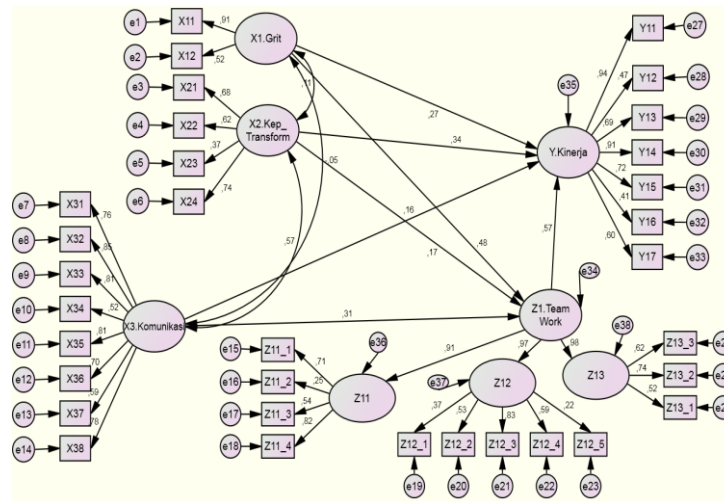 e1
X11
,91
X1.Grit
e2
X12
,52
e3
X21
,68
e4
X22
,62
X2.Kep_
Transform
e5
X23
,37
e6
X24
,74
,27
,34
,05
,16
,57
,17
,48
,57
,31
e35
Y.Kinerja
Y11
e27
,94
Y12
e28
,47
Y13
e29
,69
Y14
e30
,91
Y15
e31
,72
Y16
e32
,41
Y17
e33
,60
e7
X31
,76
e8
X32
,85
e9
X33
,81
e10
X34
,52
e11
X35
,81
e12
X36
,70
e13
X37
,59
e14
X38
,78
X3.Komunikas
e34
Z1.Team
Work
,91
,97
,98
e36
e37
e38
Z11
Z12
Z13
e15
Z11_1
,71
e16
Z11_2
,25
e17
Z11_3
,54
e18
Z11_4
,82
,37
,53
,83
,59
,22
Z12_1
Z12_2
Z12_3
Z12_4
Z12_5
e19
e20
e21
e22
e23
,62
Z13_3
,74
Z13_2
,52
Z13_1